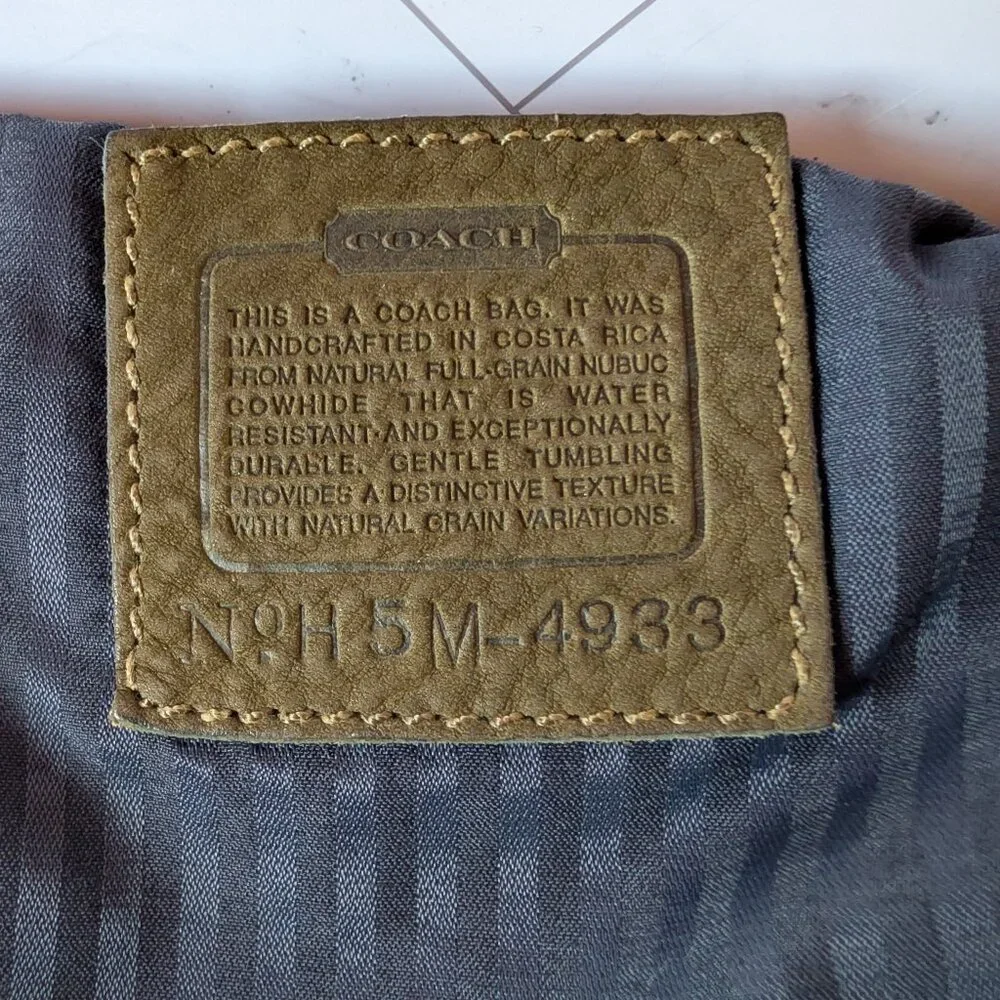 COACH
THIS IS A COACH BAG. IT WAS
HANDCRAFTED IN COSTA RICA
FROM NATURAL FULL-GRAIN NUBUC
COWHIDE THAT IS WATER
RESISTANT AND EXCEPTIONALLY
DURABLE. GENTLE TUMBLING
PROVIDES A DISTINCTIVE TEXTURE
WITH NATURAL GRAIN VARIATIONS.
Nº H5M-4933